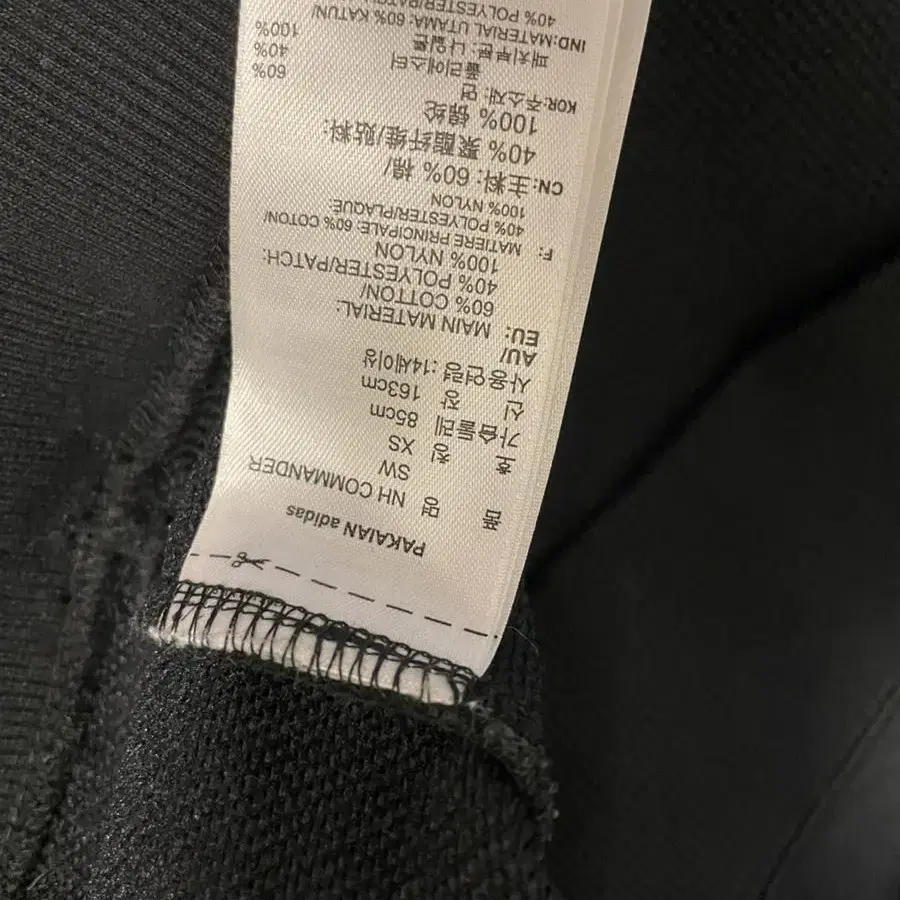 PAKAIAN adidas
품 명 NH COMMANDER
SW
호 칭 XS
가슴둘레 85cm
신 장 163cm
사용연령:14세이상
AU/
EU: MAIN MATERIAL:
60% COTTON/
40% POLYESTER/PATCH:
100% NYLON
F: MATIERE PRINCIPALE: 60% COTON/
40% POLYESTER/PLAQUE:
100% NYLON
CN:主料: 60% 棉/
40% 聚酯纤维/贴料:
100% 锦纶
KOR:주소재: 면 60%
폴리에스터 40%
패치부분: 나일론 100%
IND:MATERIAL UTAMA: 60% KATUN/
40% POLYESTER/